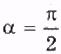 α = π/2